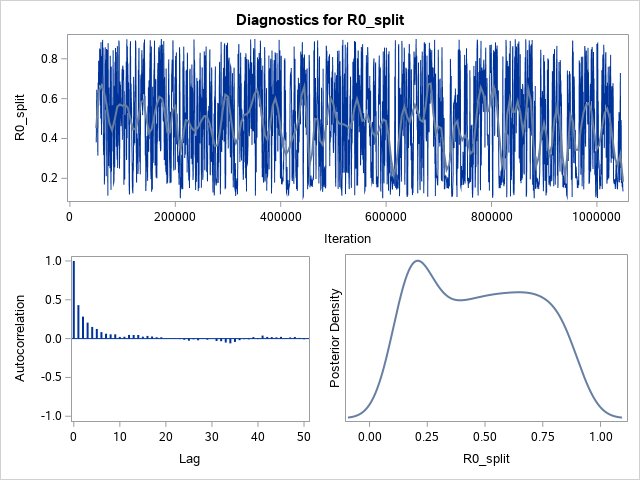 Diagnostics for R0_split
R0_split
0.8
0.6
0.4
0.2
0 200000 400000 600000 800000 1000000
Iteration
Autocorrelation
1.0
0.5
0.0
-0.5
-1.0
0 10 20 30 40 50
Lag
Posterior Density
0.00 0.25 0.50 0.75 1.00
R0_split